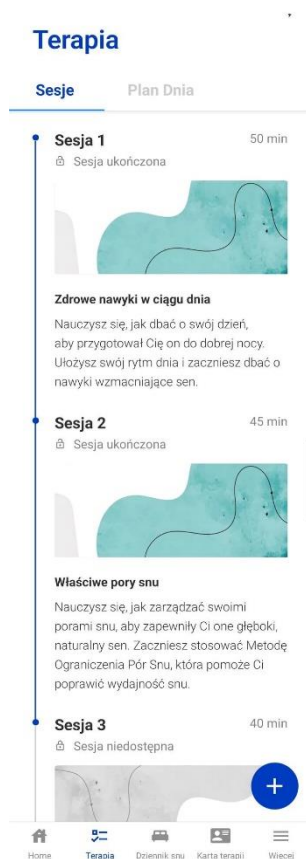 Terapia
Sesje
Plan Dnia
Sesja 1
50 min
Sesja ukończona
Zdrowe nawyki w ciągu dnia
Nauczysz się, jak dbać o swój dzień,
aby przygotował Cię on do dobrej nocy.
Ułożysz swój rytm dnia i zaczniesz dbać o
nawyki wzmacniające sen.
Sesja 2
45 min
Sesja ukończona
Właściwe pory snu
Nauczysz się, jak zarządzać swoimi
porami snu, aby zapewniły Ci one głęboki,
naturalny sen. Zaczniesz stosować Metodę
Ograniczenia Pór Snu, która pomoże Ci
poprawić wydajność snu.
Sesja 3
40 min
Sesja niedostępna
+
Home
Terapia
Dziennik snu
Karta terapii
Więcej